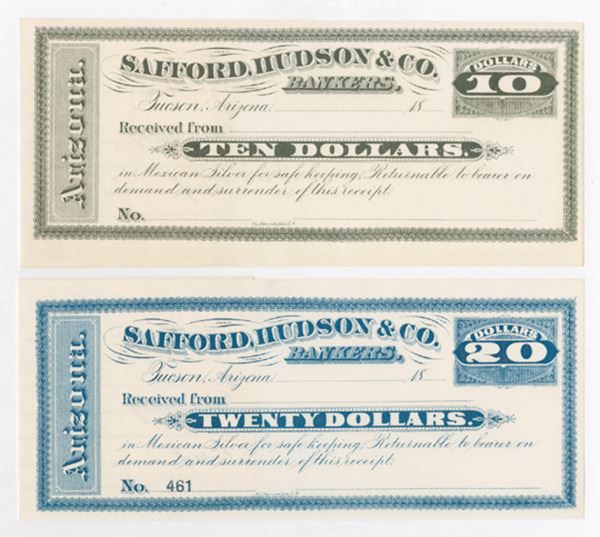 Arizona.
SAFFORD, HUDSON & CO.
BANKERS.
DOLLARS
10
Tucson, Arizona 18
Received from
TEN DOLLARS.
in Mexican Silver for safe keeping, Returnable to bearer on
demand and surrender of this receipt.
No.
Arizona.
SAFFORD, HUDSON & CO.
BANKERS.
DOLLARS
20
Tucson, Arizona 18
Received from
TWENTY DOLLARS.
in Mexican Silver for safe keeping, Returnable to bearer on
demand and surrender of this receipt.
No. 461